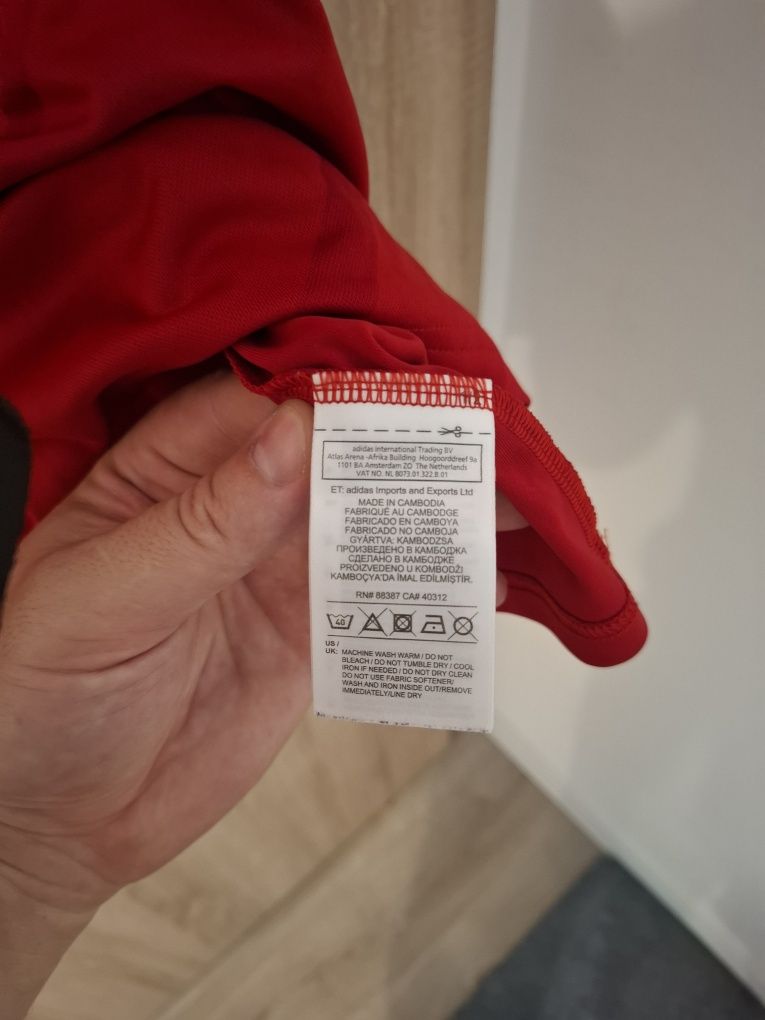 adidas international Trading BV
Atlas Arena -Afrika Building Hoogoorddreef 9a
1101 BA Amsterdam ZO The Netherlands
VAT NO. NL 8073.01.322.B.01
ET: adidas Imports and Exports Ltd
MADE IN CAMBODIA
FABRIQUÉ AU CAMBODGE
FABRICADO EN CAMBOYA
FABRICADO NO CAMBOJA
GYÁRTVA: KAMBODZSA
ПРОИЗВЕДЕНО В КАМБОДЖА
СДЕЛАНО В КАМБОДЖЕ
PROIZVEDENO U KOMBODŽI
KAMBOÇYA'DA İMAL EDİLMİŞTİR.
RN# 88387 CA# 40312
40
US /
UK: MACHINE WASH WARM / DO NOT
BLEACH / DO NOT TUMBLE DRY / COOL
IRON IF NEEDED / DO NOT DRY CLEAN
DO NOT USE FABRIC SOFTENER/
WASH AND IRON INSIDE OUT/REMOVE
IMMEDIATELY/LINE DRY